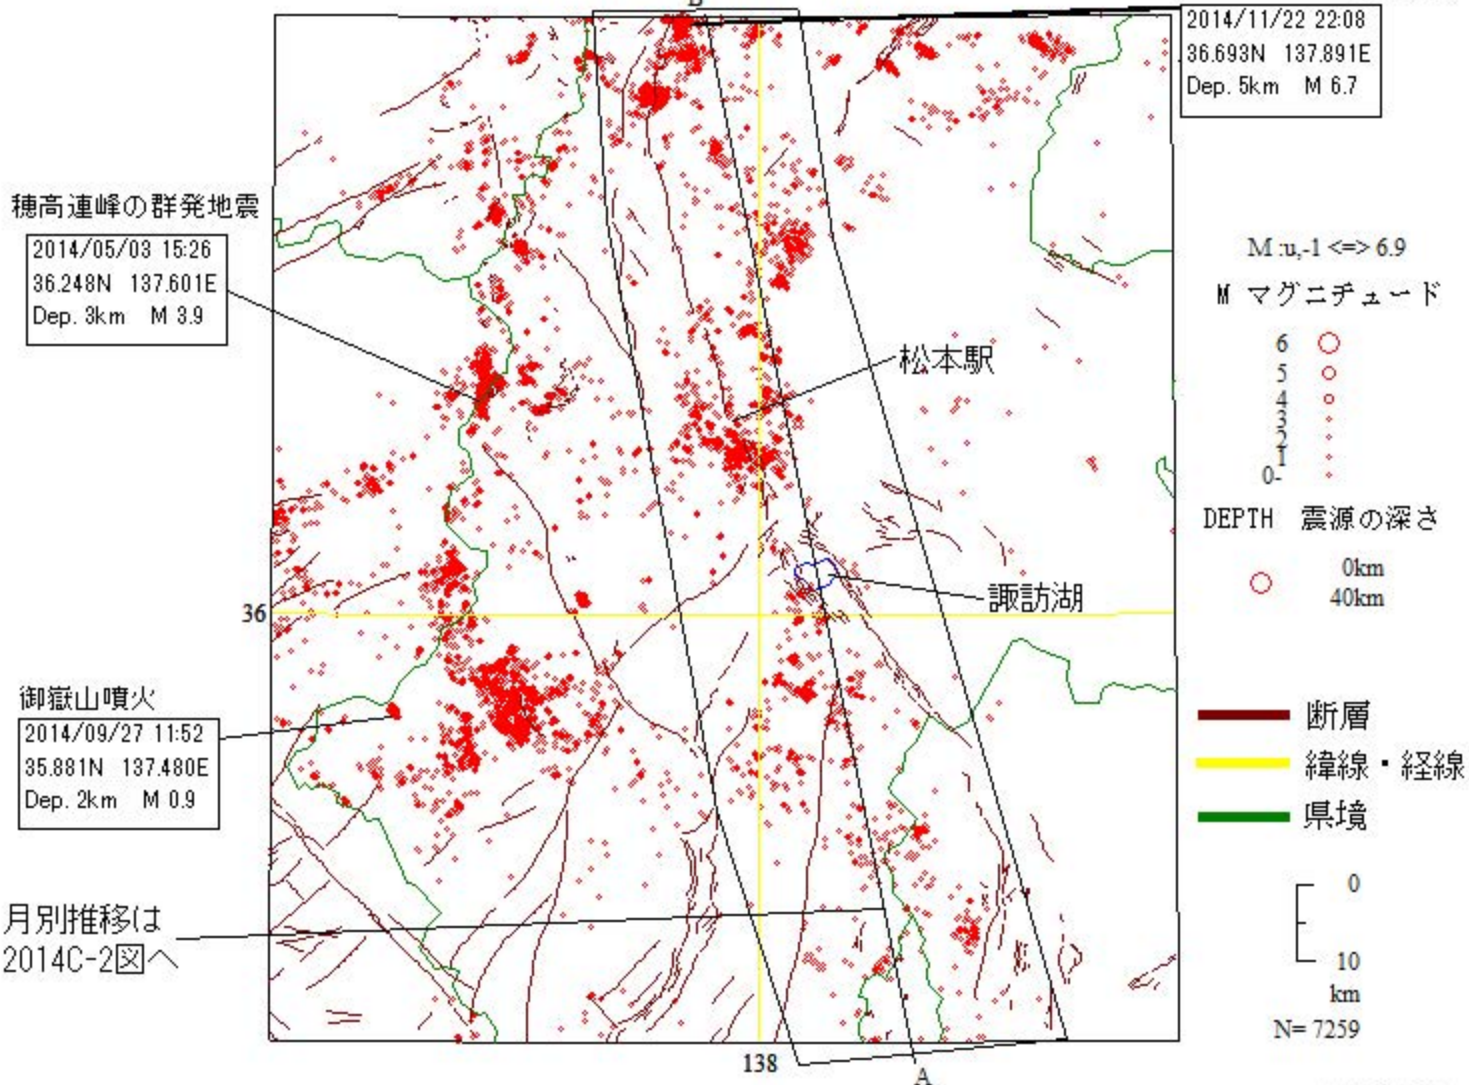 2014/11/22 22:08
36.693N 137.891E
Dep. 5km M 6.7
穂高連峰の群発地震
2014/05/03 15:26
36.248N 137.601E
Dep. 3km M 3.9
松本駅
M :u,-1 <=> 6.9
M マグニチュード
6
5
4
3
2
1
0-
DEPTH 震源の深さ
0km
40km
諏訪湖
36
御嶽山噴火
2014/09/27 11:52
35.881N 137.480E
Dep. 2km M 0.9
断層
緯線・経線
県境
月別推移は
2014C-2図へ
0
10
km
N= 7259
138
A